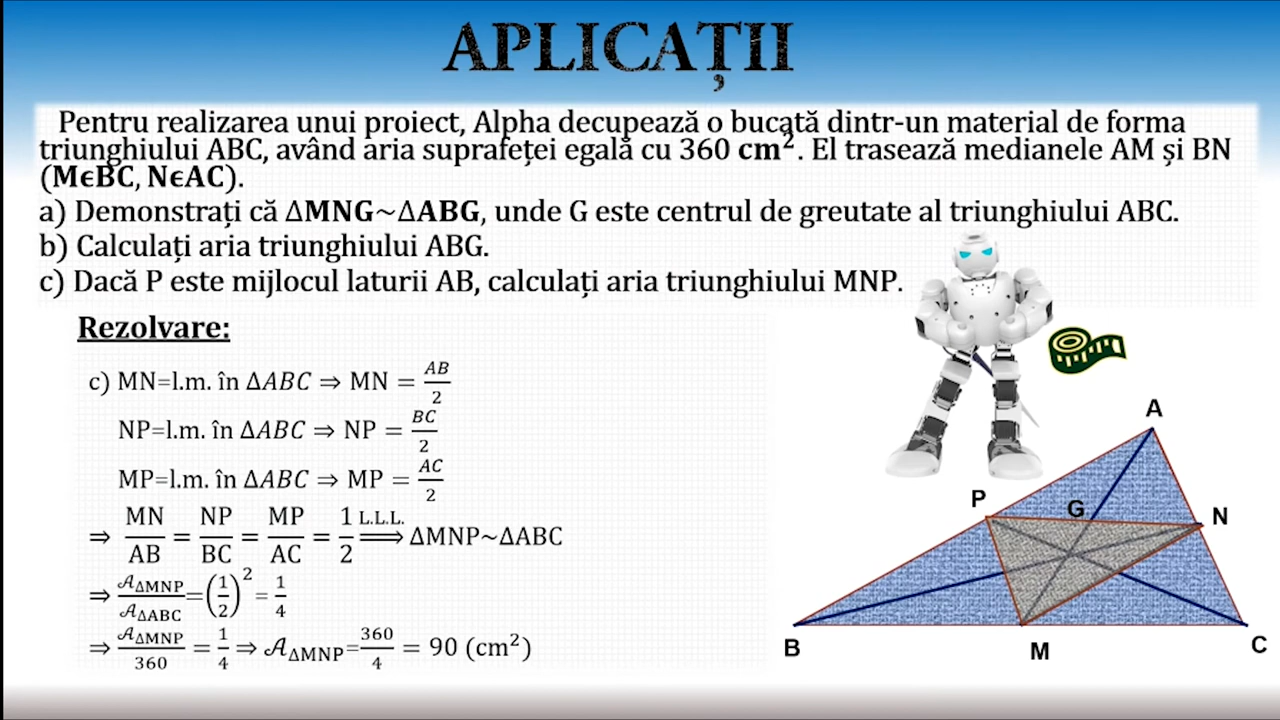 APLICAȚII
Pentru realizarea unui proiect, Alpha decupează o bucată dintr-un material de forma
triunghiului ABC, având aria suprafeței egală cu 360 cm². El trasează medianele AM și BN
(MϵBC, NϵAC).
a) Demonstrați că ΔMNG~ΔABG, unde G este centrul de greutate al triunghiului ABC.
b) Calculați aria triunghiului ABG.
c) Dacă P este mijlocul laturii AB, calculați aria triunghiului MNP.
Rezolvare:
c) MN=l.m. în ΔABC ⇒ MN = AB/2
NP=l.m. în ΔABC ⇒ NP = BC/2
MP=l.m. în ΔABC ⇒ MP = AC/2
⇒ MN/AB = NP/BC = MP/AC = 1/2 L.L.L.⟹ ΔMNP~ΔABC
⇒ 𝒜ΔMNP/𝒜ΔABC=(1/2)² = 1/4
⇒ 𝒜ΔMNP/360 = 1/4 ⇒ 𝒜ΔMNP=360/4 = 90 (cm²)
A
P
G
N
B
M
C